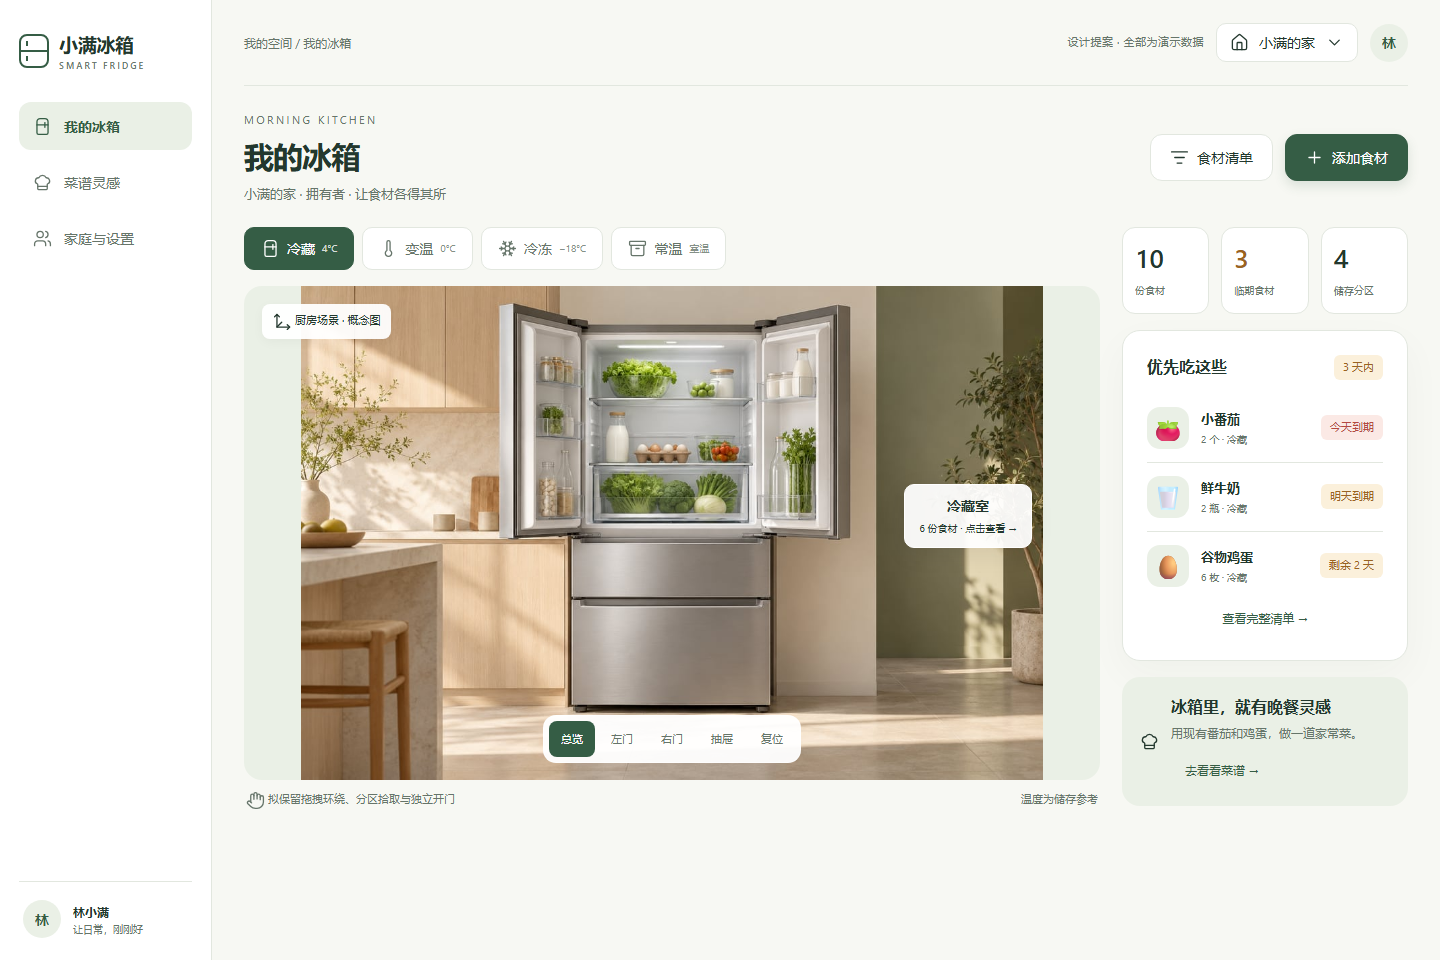 小满冰箱
SMART FRIDGE
我的冰箱
菜谱灵感
家庭与设置
林
林小满
让日常，刚刚好
我的空间 / 我的冰箱
设计提案 · 全部为演示数据
小满的家
林
MORNING KITCHEN
我的冰箱
小满的家 · 拥有者 · 让食材各得其所
食材清单
添加食材
冷藏 4°C
变温 0°C
冷冻 −18°C
常温 室温
厨房场景 · 概念图
冷藏室
6 份食材 · 点击查看 →
总览
左门
右门
抽屉
复位
拟保留拖拽环绕、分区拾取与独立开门
温度为储存参考
10
份食材
3
临期食材
4
储存分区
优先吃这些
3 天内
小番茄
2 个 · 冷藏
今天到期
鲜牛奶
2 瓶 · 冷藏
明天到期
谷物鸡蛋
6 枚 · 冷藏
剩余 2 天
查看完整清单 →
冰箱里，就有晚餐灵感
用现有番茄和鸡蛋，做一道家常菜。
去看看菜谱 →